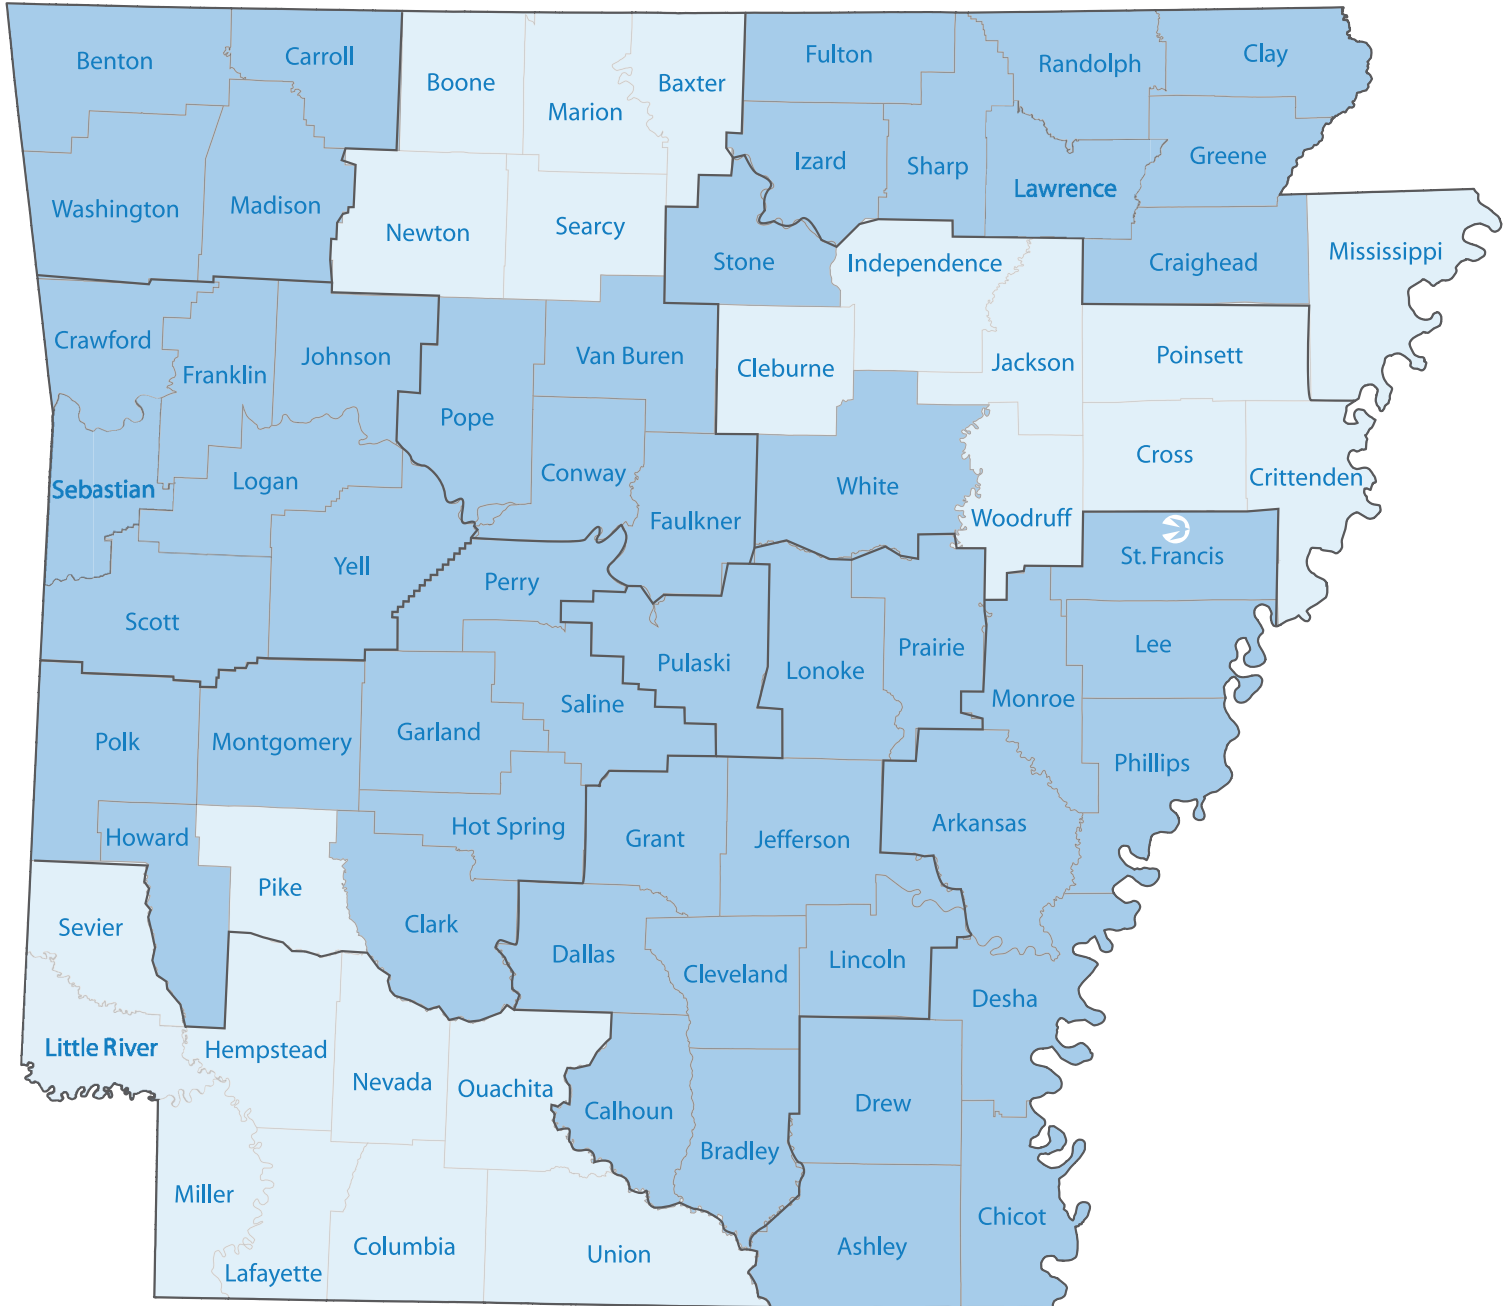 Benton
Carroll
Boone
Marion
Baxter
Fulton
Randolph
Clay
Izard
Sharp
Lawrence
Greene
Washington
Madison
Newton
Searcy
Stone
Independence
Craighead
Mississippi
Crawford
Franklin
Johnson
Van Buren
Cleburne
Jackson
Poinsett
Pope
Conway
Sebastian
Logan
Faulkner
White
Woodruff
Cross
Crittenden
Yell
Perry
St. Francis
Scott
Pulaski
Lonoke
Prairie
Lee
Monroe
Polk
Montgomery
Garland
Saline
Phillips
Howard
Hot Spring
Grant
Jefferson
Arkansas
Pike
Sevier
Clark
Dallas
Cleveland
Lincoln
Desha
Little River
Hempstead
Nevada
Ouachita
Calhoun
Drew
Bradley
Miller
Lafayette
Columbia
Union
Ashley
Chicot